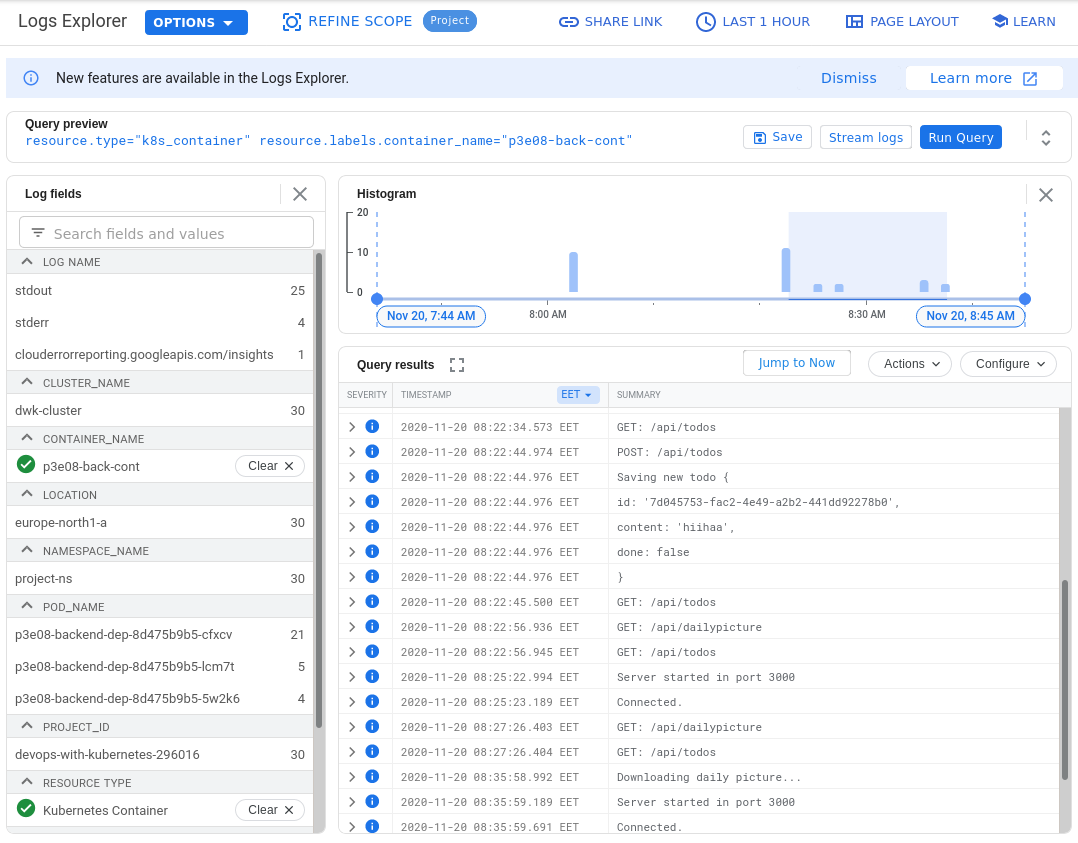 Logs Explorer OPTIONS REFINE SCOPE Project SHARE LINK LAST 1 HOUR PAGE LAYOUT LEARN
New features are available in the Logs Explorer. Dismiss Learn more
Query preview
resource.type="k8s_container" resource.labels.container_name="p3e08-back-cont" Save Stream logs Run Query
Log fields
Search fields and values
LOG NAME
stdout 25
stderr 4
clouderrorreporting.googleapis.com/insights 1
CLUSTER_NAME
dwk-cluster 30
CONTAINER_NAME
p3e08-back-cont Clear
LOCATION
europe-north1-a 30
NAMESPACE_NAME
project-ns 30
POD_NAME
p3e08-backend-dep-8d475b9b5-cfxcv 21
p3e08-backend-dep-8d475b9b5-lcm7t 5
p3e08-backend-dep-8d475b9b5-5w2k6 4
PROJECT_ID
devops-with-kubernetes-296016 30
RESOURCE TYPE
Kubernetes Container Clear
Histogram
20
10
0
Nov 20, 7:44 AM 8:00 AM 8:30 AM Nov 20, 8:45 AM
Query results Jump to Now Actions Configure
SEVERITY TIMESTAMP EET SUMMARY
2020-11-20 08:22:34.573 EET GET: /api/todos
2020-11-20 08:22:44.974 EET POST: /api/todos
2020-11-20 08:22:44.976 EET Saving new todo {
2020-11-20 08:22:44.976 EET id: '7d045753-fac2-4e49-a2b2-441dd92278b0',
2020-11-20 08:22:44.976 EET content: 'hiihaa',
2020-11-20 08:22:44.976 EET done: false
2020-11-20 08:22:44.976 EET }
2020-11-20 08:22:45.500 EET GET: /api/todos
2020-11-20 08:22:56.936 EET GET: /api/dailypicture
2020-11-20 08:22:56.945 EET GET: /api/todos
2020-11-20 08:25:22.994 EET Server started in port 3000
2020-11-20 08:25:23.189 EET Connected.
2020-11-20 08:27:26.403 EET GET: /api/dailypicture
2020-11-20 08:27:26.404 EET GET: /api/todos
2020-11-20 08:35:58.992 EET Downloading daily picture...
2020-11-20 08:35:59.189 EET Server started in port 3000
2020-11-20 08:35:59.691 EET Connected.